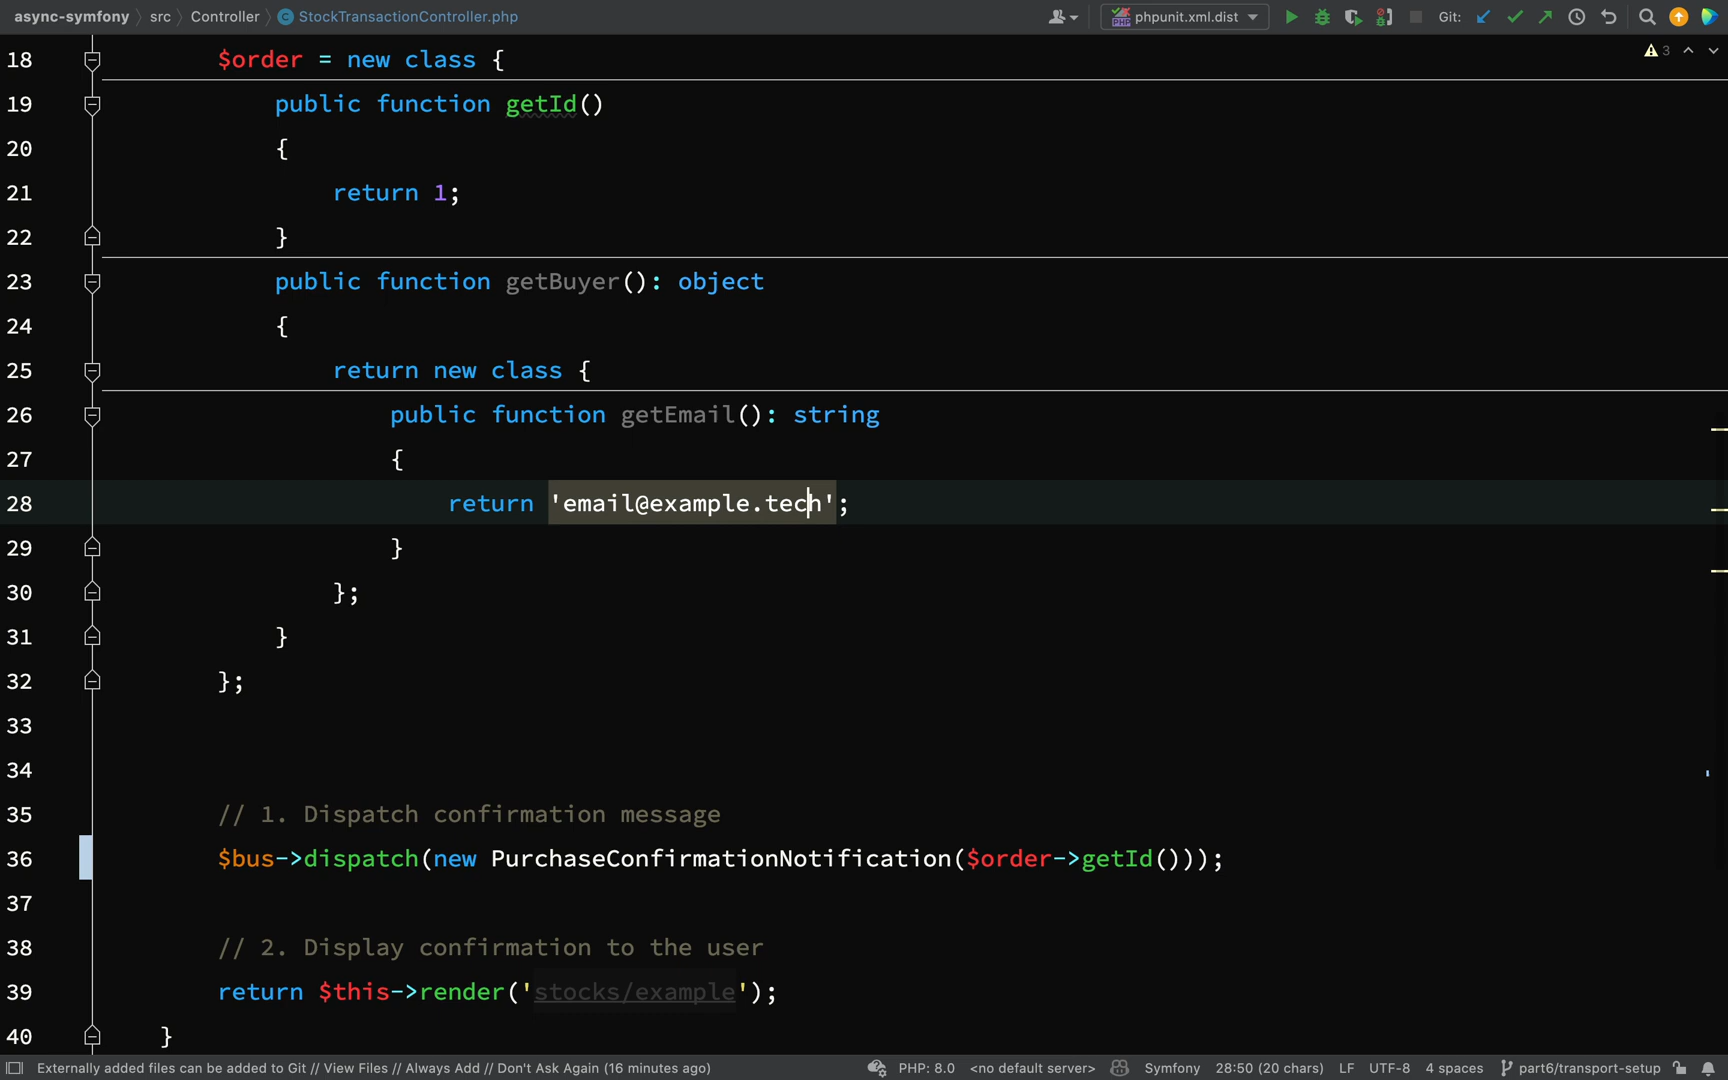 async-symfony src Controller StockTransactionController.php phpunit.xml.dist Git:
3
18 $order = new class {
19 public function getId()
20 {
21 return 1;
22 }
23 public function getBuyer(): object
24 {
25 return new class {
26 public function getEmail(): string
27 {
28 return 'email@example.tech';
29 }
30 };
31 }
32 };
33
34
35 // 1. Dispatch confirmation message
36 $bus->dispatch(new PurchaseConfirmationNotification($order->getId()));
37
38 // 2. Display confirmation to the user
39 return $this->render('stocks/example');
40 }
Externally added files can be added to Git // View Files // Always Add // Don't Ask Again (16 minutes ago) PHP: 8.0 <no default server> Symfony 28:50 (20 chars) LF UTF-8 4 spaces part6/transport-setup